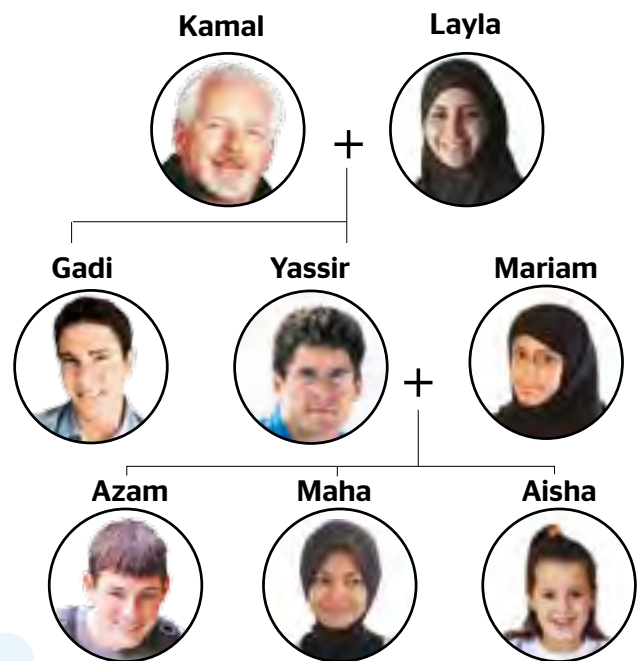 Kamal Layla
+
Gadi Yassir Mariam
+
Azam Maha Aisha